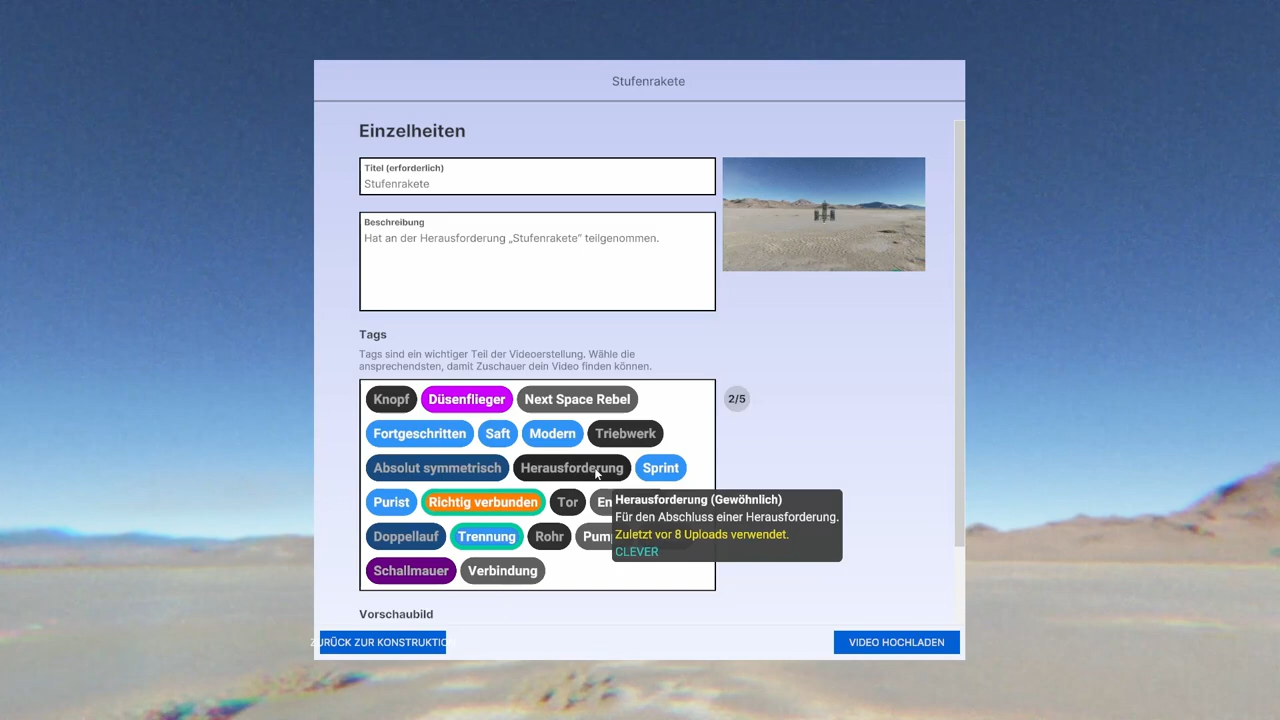 Stufenrakete
Einzelheiten
Titel (erforderlich)
Stufenrakete
Beschreibung
Hat an der Herausforderung „Stufenrakete“ teilgenommen.
Tags
Tags sind ein wichtiger Teil der Videoerstellung. Wähle die
ansprechendsten, damit Zuschauer dein Video finden können.
Knopf Düsenflieger Next Space Rebel 2/5
Fortgeschritten Saft Modern Triebwerk
Absolut symmetrisch Herausforderung Sprint
Purist Richtig verbunden Tor
Herausforderung (Gewöhnlich)
Für den Abschluss einer Herausforderung.
Zuletzt vor 8 Uploads verwendet.
CLEVER
Doppellauf Trennung Rohr
Schallmauer Verbindung
Vorschaubild
ZURÜCK ZUR KONSTRUKTIO
VIDEO HOCHLADEN